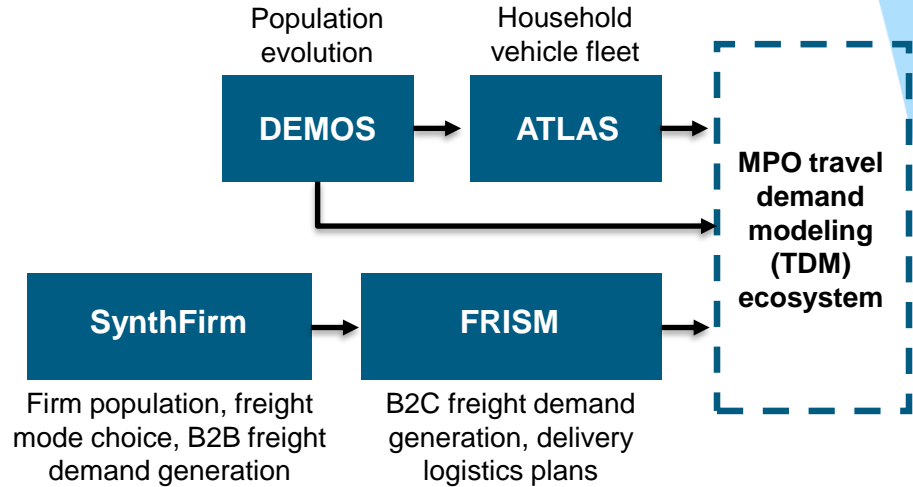 Population
evolution
Household
vehicle fleet
DEMOS
ATLAS
MPO travel
demand
modeling
(TDM)
ecosystem
SynthFirm
FRISM
Firm population, freight
mode choice, B2B freight
demand generation
B2C freight demand
generation, delivery
logistics plans